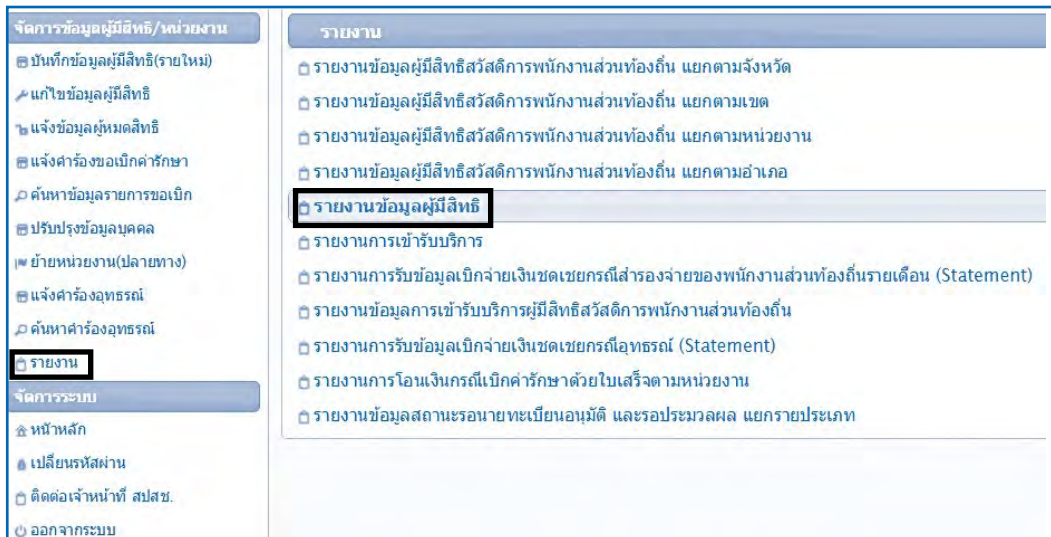 จัดการข้อมูลผู้มีสิทธิ/หน่วยงาน
บันทึกข้อมูลผู้มีสิทธิ(รายใหม่)
แก้ไขข้อมูลผู้มีสิทธิ
แจ้งข้อมูลผู้หมดสิทธิ
แจ้งคำร้องขอเบิกค่ารักษา
ค้นหาข้อมูลรายการขอเบิก
ปรับปรุงข้อมูลบุคคล
ย้ายหน่วยงาน(ปลายทาง)
แจ้งคำร้องอุทธรณ์
ค้นหาคำร้องอุทธรณ์
รายงาน
จัดการระบบ
หน้าหลัก
เปลี่ยนรหัสผ่าน
ติดต่อเจ้าหน้าที่ สปสช.
ออกจากระบบ
รายงาน
รายงานข้อมูลผู้มีสิทธิสวัสดิการพนักงานส่วนท้องถิ่น แยกตามจังหวัด
รายงานข้อมูลผู้มีสิทธิสวัสดิการพนักงานส่วนท้องถิ่น แยกตามเขต
รายงานข้อมูลผู้มีสิทธิสวัสดิการพนักงานส่วนท้องถิ่น แยกตามหน่วยงาน
รายงานข้อมูลผู้มีสิทธิสวัสดิการพนักงานส่วนท้องถิ่น แยกตามอำเภอ
รายงานข้อมูลผู้มีสิทธิ
รายงานการเข้ารับบริการ
รายงานการรับข้อมูลเบิกจ่ายเงินชดเชยกรณีสำรองจ่ายของพนักงานส่วนท้องถิ่นรายเดือน (Statement)
รายงานข้อมูลการเข้ารับบริการผู้มีสิทธิสวัสดิการพนักงานส่วนท้องถิ่น
รายงานการรับข้อมูลเบิกจ่ายเงินชดเชยกรณีอุทธรณ์ (Statement)
รายงานการโอนเงินกรณีเบิกค่ารักษาด้วยใบเสร็จตามหน่วยงาน
รายงานข้อมูลสถานะรอนายทะเบียนอนุมัติ และรอประมวลผล แยกรายประเภท